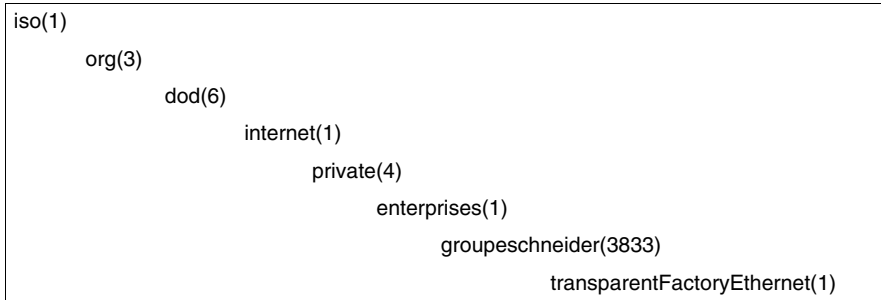 iso(1)
org(3)
dod(6)
internet(1)
private(4)
enterprises(1)
groupeschneider(3833)
transparentFactoryEthernet(1)